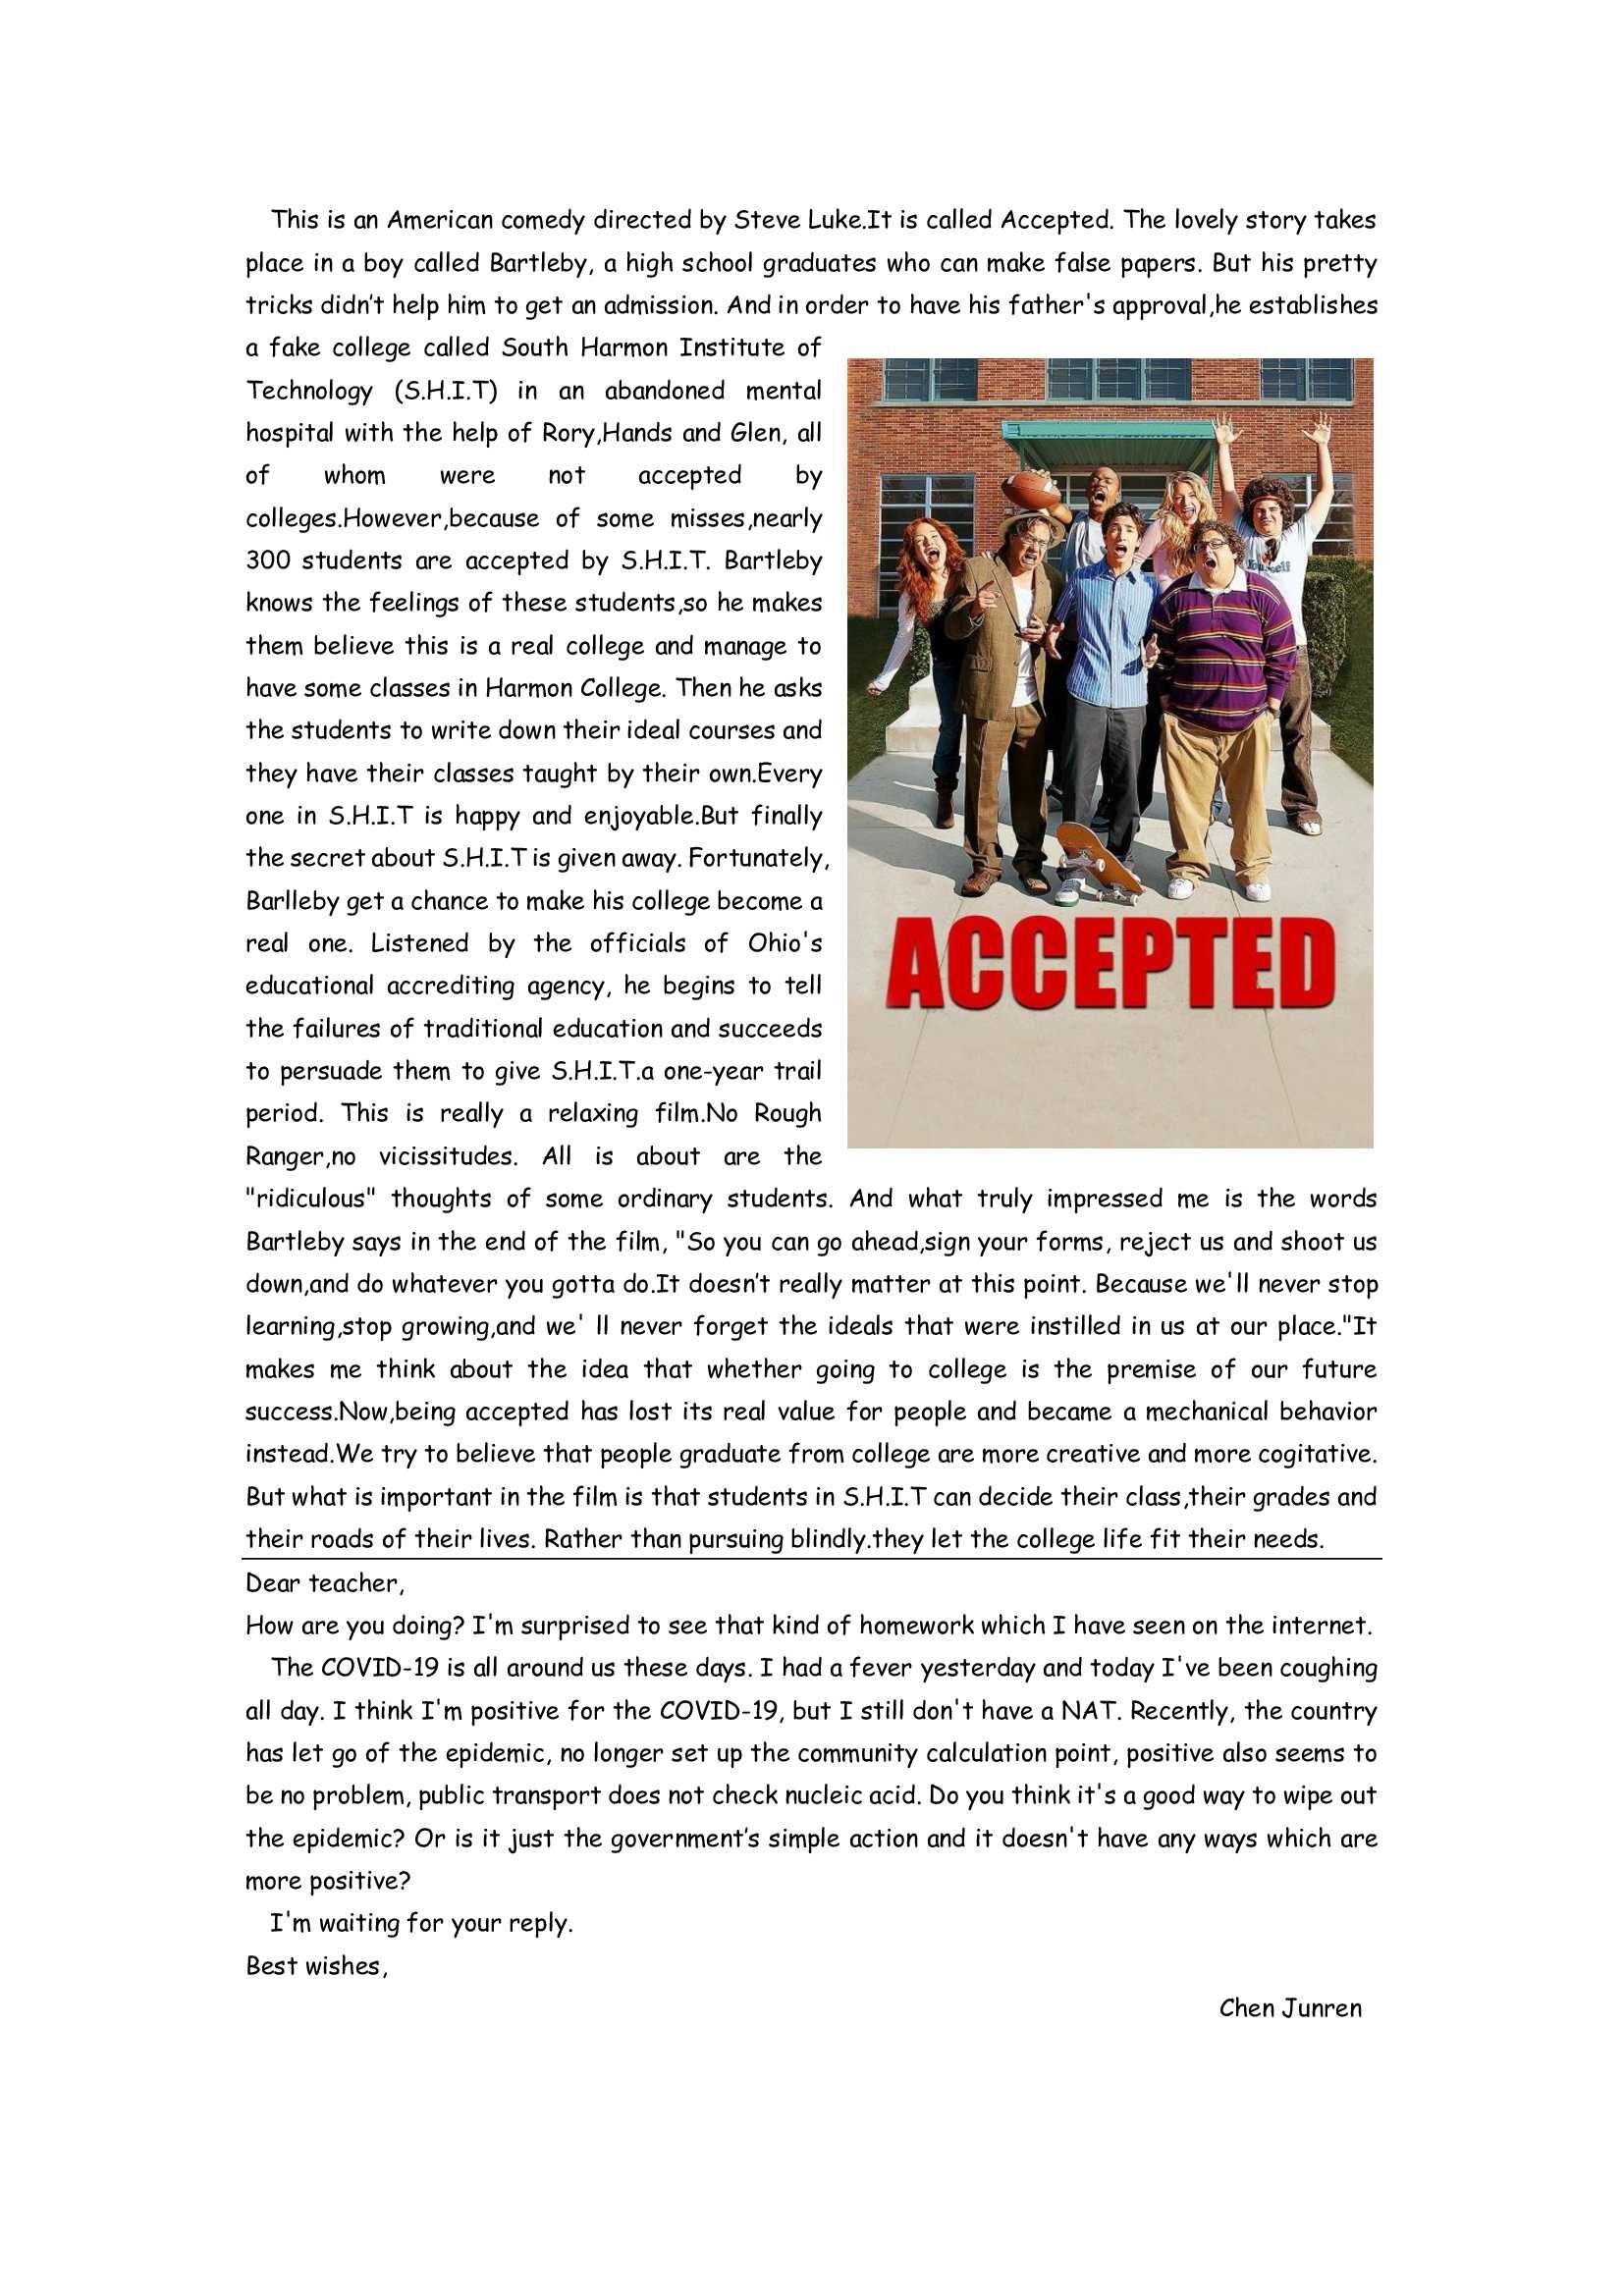 This is an American comedy directed by Steve Luke.It is called Accepted. The lovely story takes
place in a boy called Bartleby, a high school graduates who can make false papers. But his pretty
tricks didn’t help him to get an admission. And in order to have his father's approval,he establishes
a fake college called South Harmon Institute of
Technology (S.H.I.T) in an abandoned mental
hospital with the help of Rory,Hands and Glen, all
of whom were not accepted by
colleges.However,because of some misses,nearly
300 students are accepted by S.H.I.T. Bartleby
knows the feelings of these students,so he makes
them believe this is a real college and manage to
have some classes in Harmon College. Then he asks
the students to write down their ideal courses and
they have their classes taught by their own.Every
one in S.H.I.T is happy and enjoyable.But finally
the secret about S.H.I.T is given away. Fortunately,
Barlleby get a chance to make his college become a
real one. Listened by the officials of Ohio's
educational accrediting agency, he begins to tell
the failures of traditional education and succeeds
to persuade them to give S.H.I.T.a one-year trail
period. This is really a relaxing film.No Rough
Ranger,no vicissitudes. All is about are the
"ridiculous" thoughts of some ordinary students. And what truly impressed me is the words
Bartleby says in the end of the film, "So you can go ahead,sign your forms, reject us and shoot us
down,and do whatever you gotta do.It doesn’t really matter at this point. Because we'll never stop
learning,stop growing,and we' ll never forget the ideals that were instilled in us at our place."It
makes me think about the idea that whether going to college is the premise of our future
success.Now,being accepted has lost its real value for people and became a mechanical behavior
instead.We try to believe that people graduate from college are more creative and more cogitative.
But what is important in the film is that students in S.H.I.T can decide their class,their grades and
their roads of their lives. Rather than pursuing blindly.they let the college life fit their needs.
ACCEPTED
Dear teacher,
How are you doing? I'm surprised to see that kind of homework which I have seen on the internet.
The COVID-19 is all around us these days. I had a fever yesterday and today I've been coughing
all day. I think I'm positive for the COVID-19, but I still don't have a NAT. Recently, the country
has let go of the epidemic, no longer set up the community calculation point, positive also seems to
be no problem, public transport does not check nucleic acid. Do you think it's a good way to wipe out
the epidemic? Or is it just the government’s simple action and it doesn't have any ways which are
more positive?
I'm waiting for your reply.
Best wishes,
Chen Junren